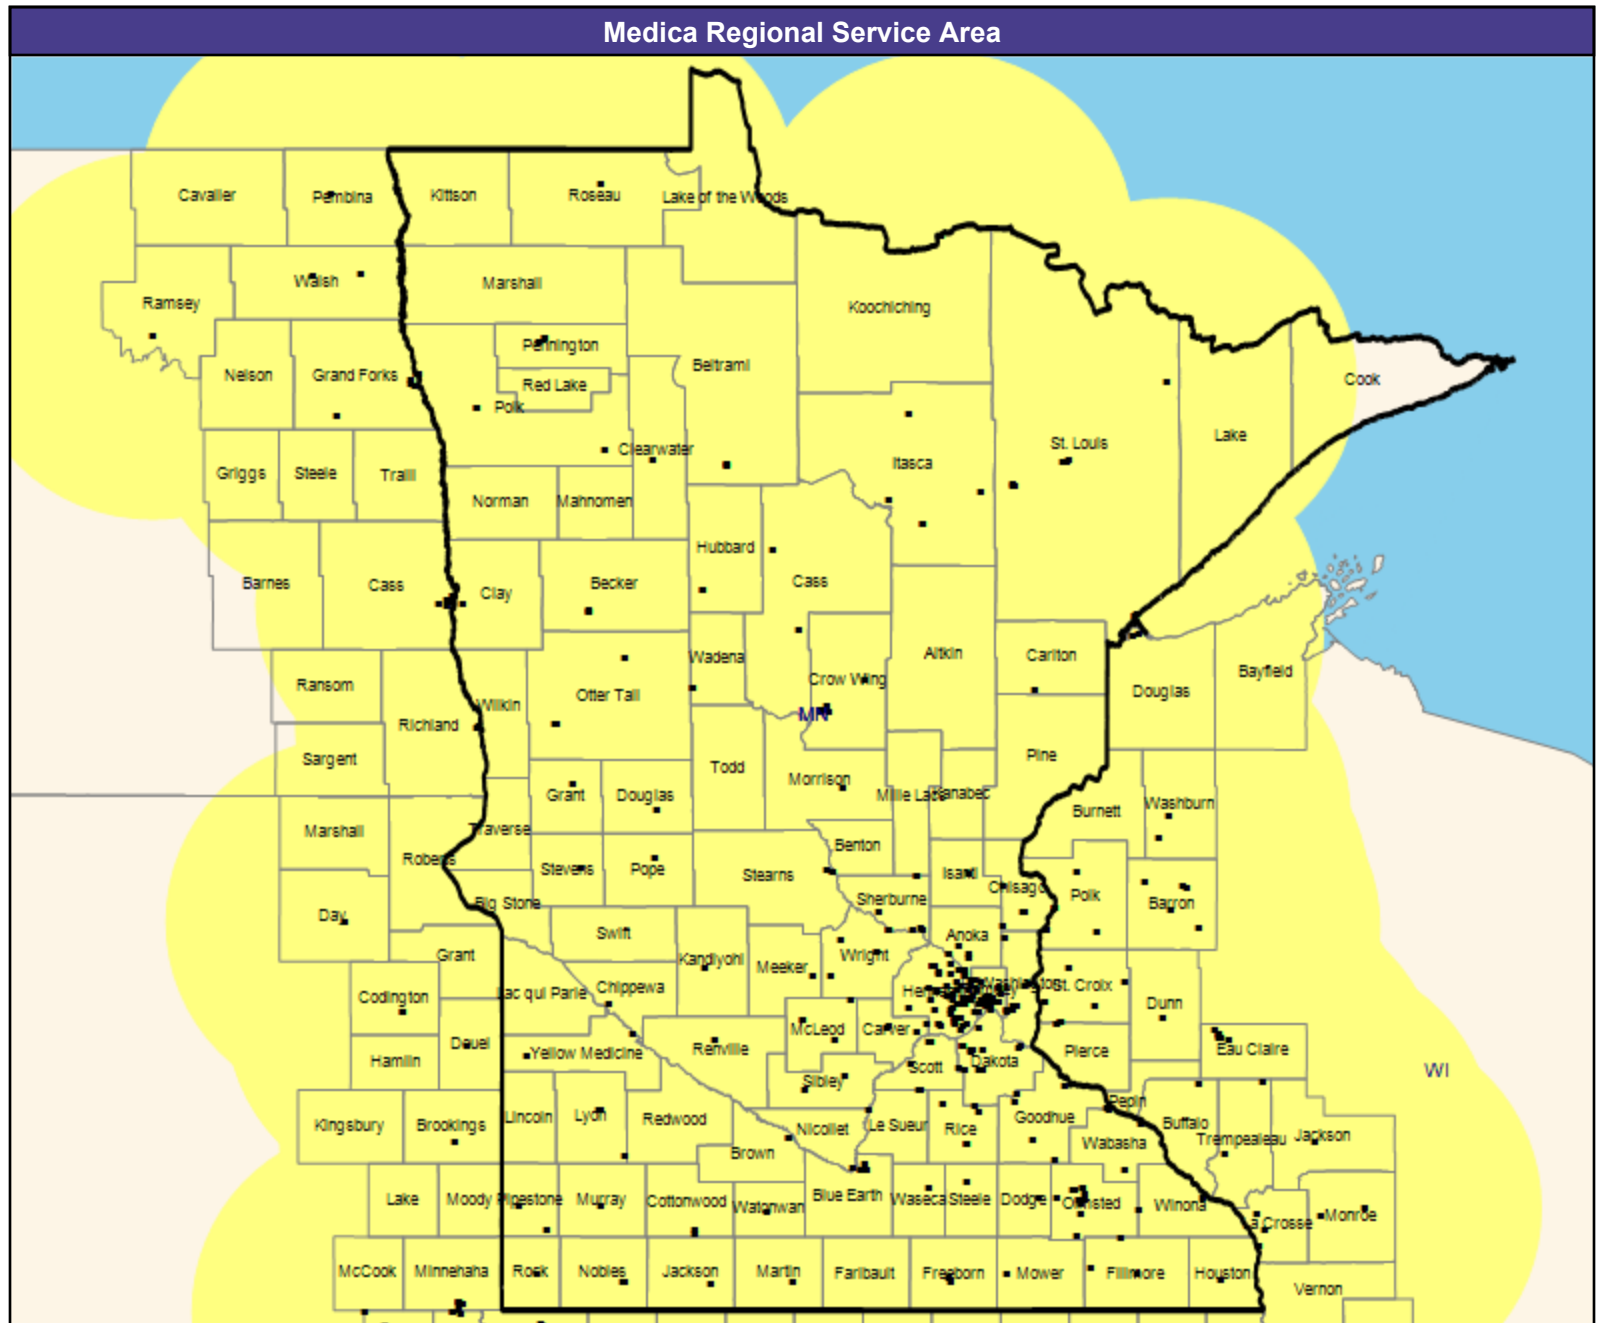 Medica Regional Service Area
Cavalier
Pembina
Kittson
Roseau
Lake of the Woods
Ramsey
Walsh
Marshall
Koochiching
Nelson
Grand Forks
Pennington
Red Lake
Polk
Beltrami
Cook
Clearwater
Itasca
St. Louis
Lake
Griggs
Steele
Traill
Norman
Mahnomen
Hubbard
Cass
Barnes
Cass
Clay
Becker
Wadena
Crow Wing
Aitkin
Carlton
Douglas
Bayfield
Ransom
Richland
Wilkin
Otter Tail
MN
Sargent
Todd
Morrison
Mille Lacs
Kanabec
Pine
Grant
Douglas
Burnett
Washburn
Marshall
Roberts
Traverse
Stevens
Pope
Stearns
Benton
Sherburne
Isanti
Chisago
Polk
Barron
Day
Big Stone
Swift
Kandiyohi
Meeker
Wright
Anoka
Grant
Codington
Lac qui Parle
Chippewa
Hennepin
Ramsey
Washington
St. Croix
Dunn
Deuel
Hamlin
Yellow Medicine
Renville
McLeod
Carver
Scott
Dakota
Pierce
Eau Claire
WI
Sibley
Kingsbury
Brookings
Lincoln
Lyon
Redwood
Brown
Nicollet
Le Sueur
Rice
Goodhue
Wabasha
Pepin
Buffalo
Trempealeau
Jackson
Lake
Moody
Pipestone
Murray
Cottonwood
Watonwan
Blue Earth
Waseca
Steele
Dodge
Olmsted
Winona
La Crosse
Monroe
McCook
Minnehaha
Rock
Nobles
Jackson
Martin
Faribault
Freeborn
Mower
Fillmore
Houston
Vernon